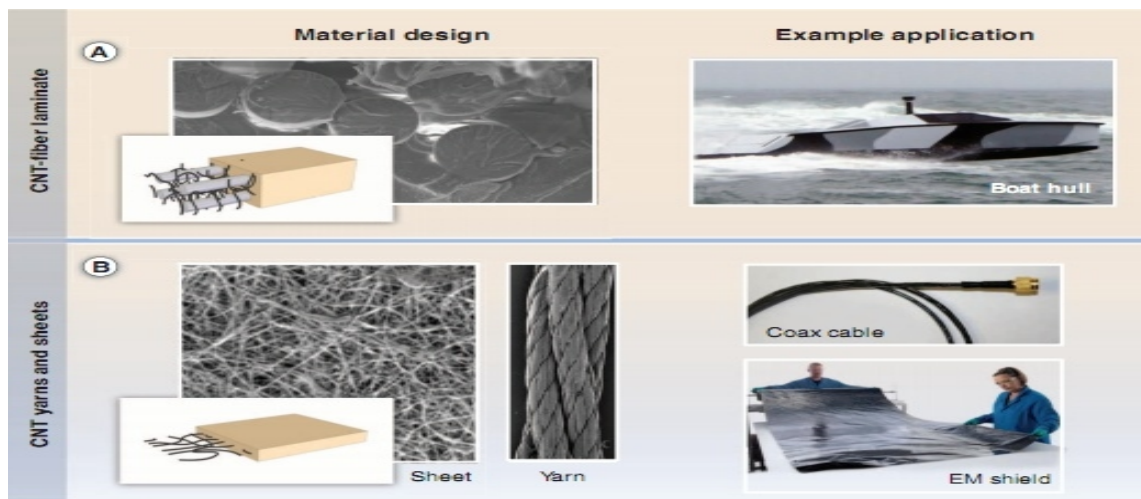 Material design
Example application
A
CNT-fiber laminate
Boat hull
B
CNT yarns and sheets
Coax cable
Sheet
Yarn
EM shield